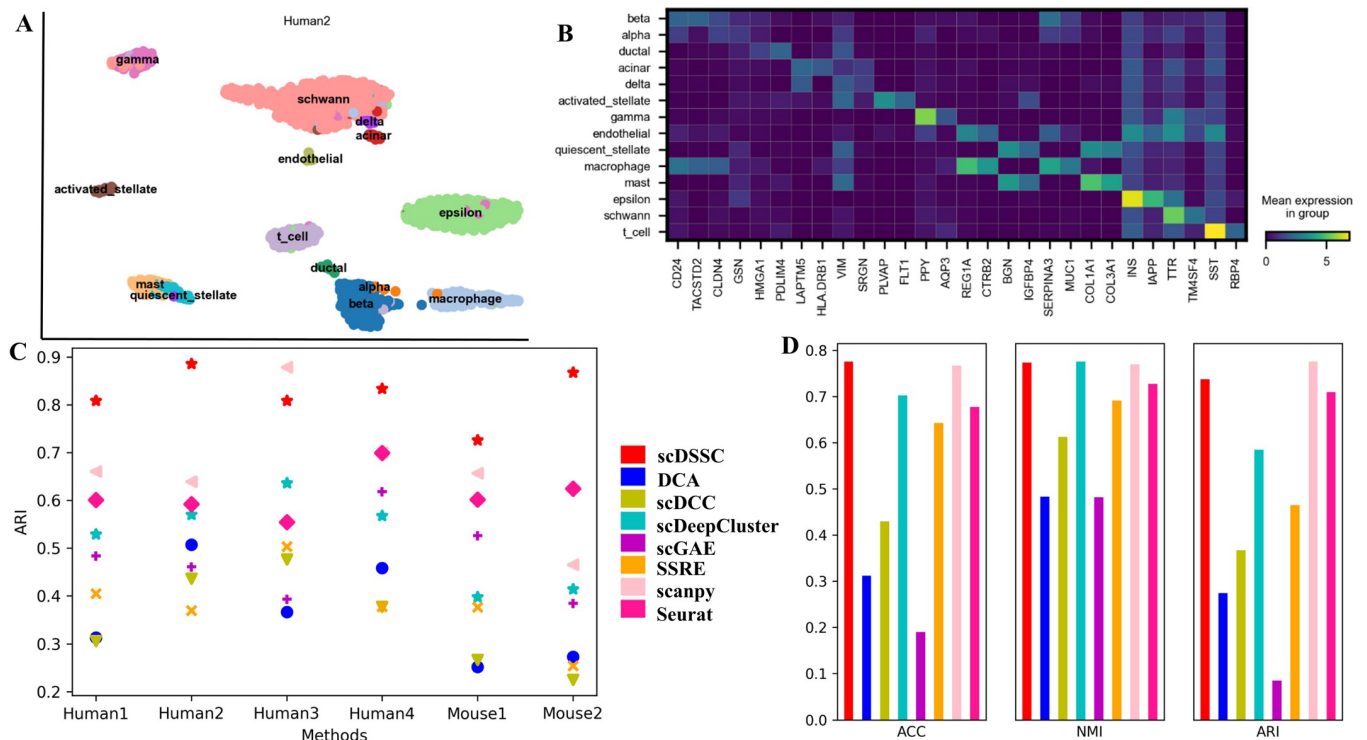 A
Human2
gamma
schwann
delta
acinar
endothelial
activated_stellate
epsilon
t_cell
ductal
mast
quiescent_stellate
alpha
beta
macrophage
B
beta
alpha
ductal
acinar
delta
activated_stellate
gamma
endothelial
quiescent_stellate
macrophage
mast
epsilon
schwann
t_cell
CD24
TACSTD2
CLDN4
GSN
HMGA1
PDLIM4
LAPTM5
HLA.DRB1
VIM
SRGN
PLVAP
FLT1
PPY
AQP3
REG1A
CTRB2
BGN
IGFBP4
SERPINA3
MUC1
COL1A1
COL3A1
INS
IAPP
TTR
TM4SF4
SST
RBP4
Mean expression
in group
0 5
C
ARI
0.9
0.8
0.7
0.6
0.5
0.4
0.3
0.2
Human1 Human2 Human3 Human4 Mouse1 Mouse2
Methods
scDSSC
DCA
scDCC
scDeepCluster
scGAE
SSRE
scanpy
Seurat
D
0.8
0.7
0.6
0.5
0.4
0.3
0.2
0.1
0.0
ACC NMI ARI